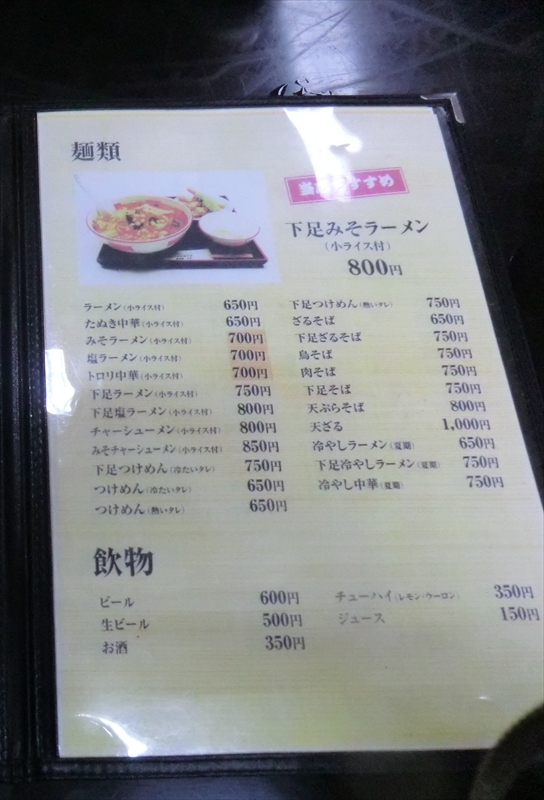 麺類
すすめ
下足みそラーメン
(小ライス付)
800円
ラーメン(小ライス付) 650円
たぬき中華(小ライス付) 650円
みそラーメン(小ライス付) 700円
塩ラーメン(小ライス付) 700円
トロリ中華(小ライス付) 700円
下足ラーメン(小ライス付) 750円
下足塩ラーメン(小ライス付) 800円
チャーシューメン(小ライス付) 800円
みそチャーシューメン(小ライス付) 850円
下足つけめん(冷たいタレ) 750円
つけめん(冷たいタレ) 650円
つけめん(熱いタレ) 650円
下足つけめん(熱いタレ) 750円
ざるそば 650円
下足ざるそば 750円
鳥そば 750円
肉そば 750円
下足そば 750円
天ぷらそば 800円
天ざる 1,000円
冷やしラーメン(夏期) 650円
下足冷やしラーメン(夏期) 750円
冷やし中華(夏期) 750円
飲物
ビール 600円
生ビール 500円
お酒 350円
チューハイ(レモン・ウーロン) 350円
ジュース 150円